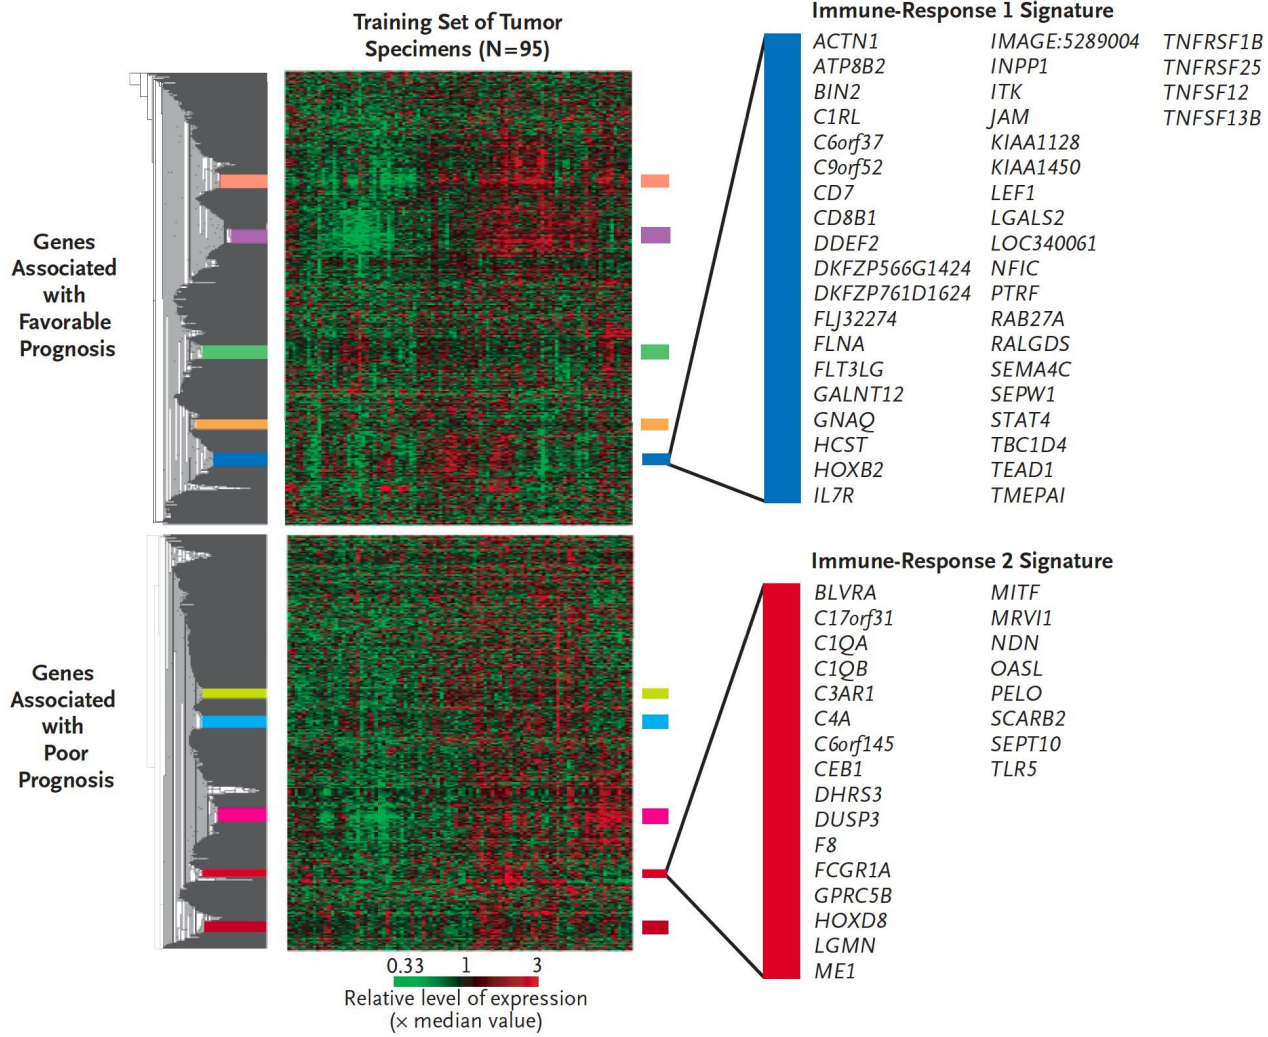 Training Set of Tumor
Specimens (N=95)
Genes
Associated
with
Favorable
Prognosis
Genes
Associated
with
Poor
Prognosis
0.33 1 3
Relative level of expression
(× median value)
Immune-Response 1 Signature
ACTN1
ATP8B2
BIN2
C1RL
C6orf37
C9orf52
CD7
CD8B1
DDEF2
DKFZP566G1424
DKFZP761D1624
FLJ32274
FLNA
FLT3LG
GALNT12
GNAQ
HCST
HOXB2
IL7R
IMAGE:5289004
INPP1
ITK
JAM
KIAA1128
KIAA1450
LEF1
LGALS2
LOC340061
NFIC
PTRF
RAB27A
RALGDS
SEMA4C
SEPW1
STAT4
TBC1D4
TEAD1
TMEPAI
TNFRSF1B
TNFRSF25
TNFSF12
TNFSF13B
Immune-Response 2 Signature
BLVRA
C17orf31
C1QA
C1QB
C3AR1
C4A
C6orf145
CEB1
DHRS3
DUSP3
F8
FCGR1A
GPRC5B
HOXD8
LGMN
ME1
MITF
MRVI1
NDN
OASL
PELO
SCARB2
SEPT10
TLR5